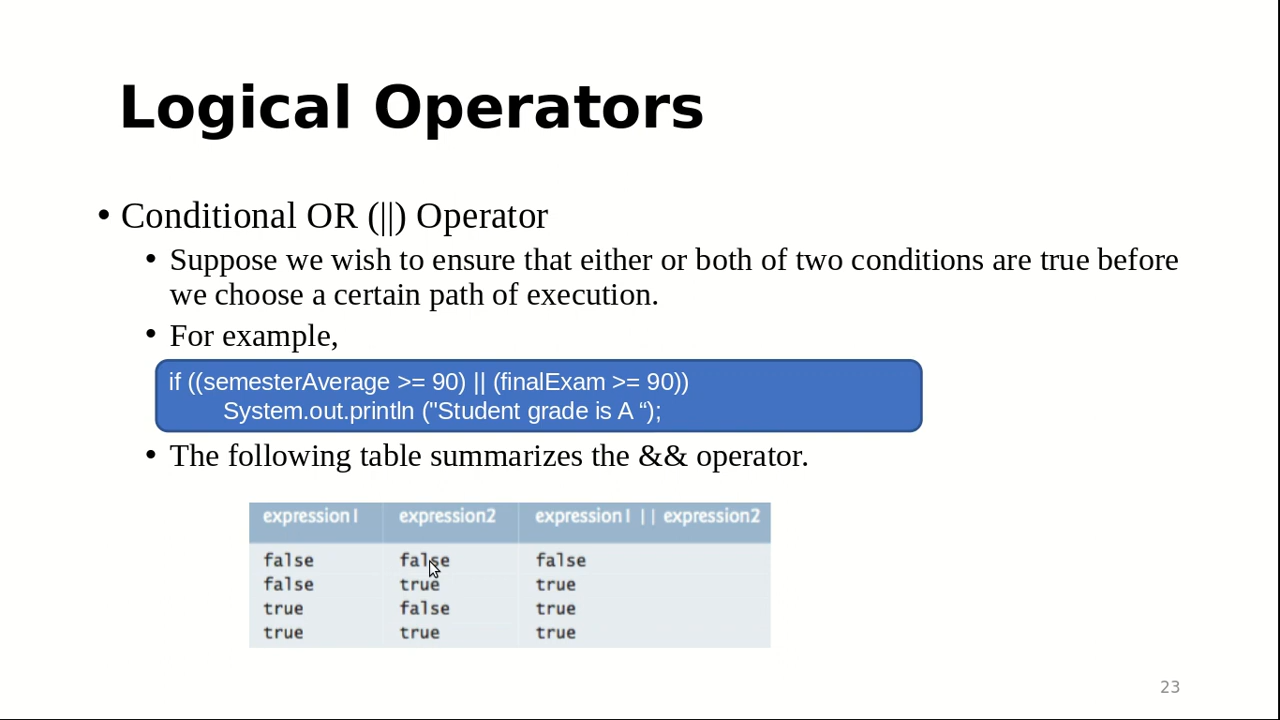 Logical Operators
• Conditional OR (||) Operator
• Suppose we wish to ensure that either or both of two conditions are true before
we choose a certain path of execution.
• For example,
if ((semesterAverage >= 90) || (finalExam >= 90))
System.out.println ("Student grade is A “);
• The following table summarizes the && operator.
expression1 expression2 expression1 || expression2
false false false
false true true
true false true
true true true
23